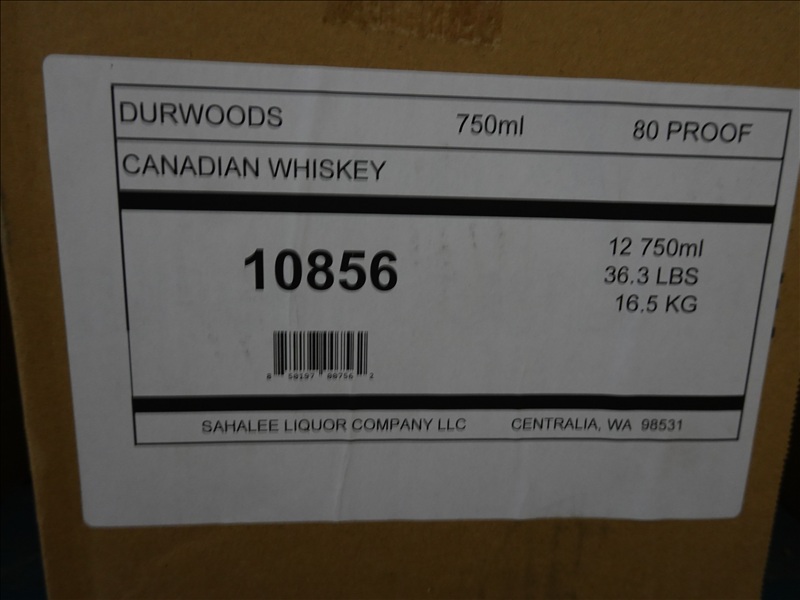 DURWOODS 750ml 80 PROOF
CANADIAN WHISKEY
10856 12 750ml
36.3 LBS
16.5 KG
SAHALEE LIQUOR COMPANY LLC CENTRALIA, WA 98531